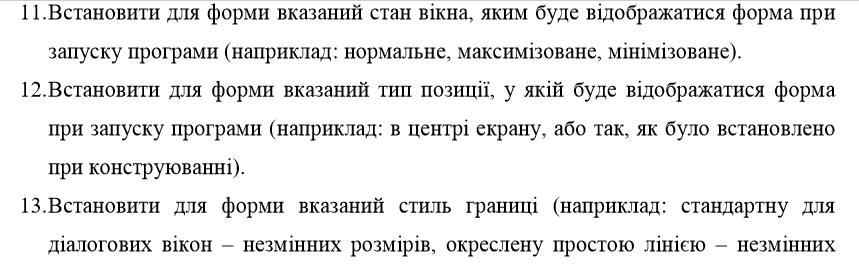 11.Встановити для форми вказаний стан вікна, яким буде відображатися форма при
запуску програми (наприклад: нормальне, максимізоване, мінімізоване).
12.Встановити для форми вказаний тип позиції, у якій буде відображатися форма
при запуску програми (наприклад: в центрі екрану, або так, як було встановлено
при конструюванні).
13.Встановити для форми вказаний стиль границі (наприклад: стандартну для
діалогових вікон – незмінних розмірів, окреслену простою лінією – незмінних